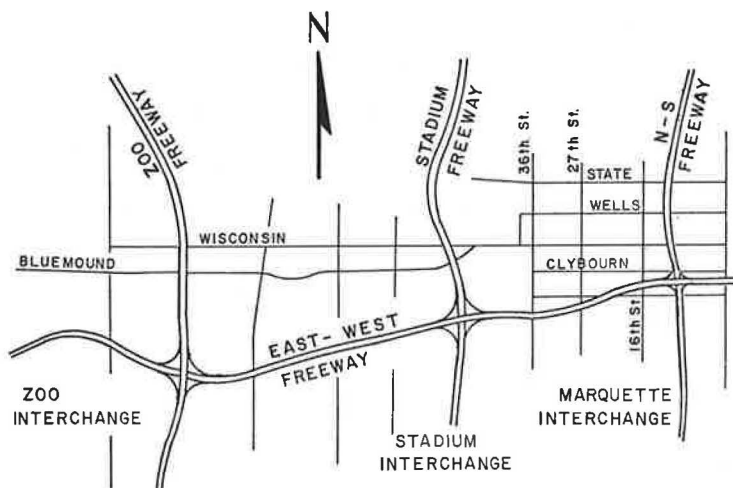 N
ZOO
FREEWAY
STADIUM
FREEWAY
36th St.
27th St.
N-S
FREEWAY
STATE
WELLS
WISCONSIN
BLUEMOUND
CLYBOURN
16th St
EAST-WEST
FREEWAY
ZOO
INTERCHANGE
MARQUETTE
INTERCHANGE
STADIUM
INTERCHANGE